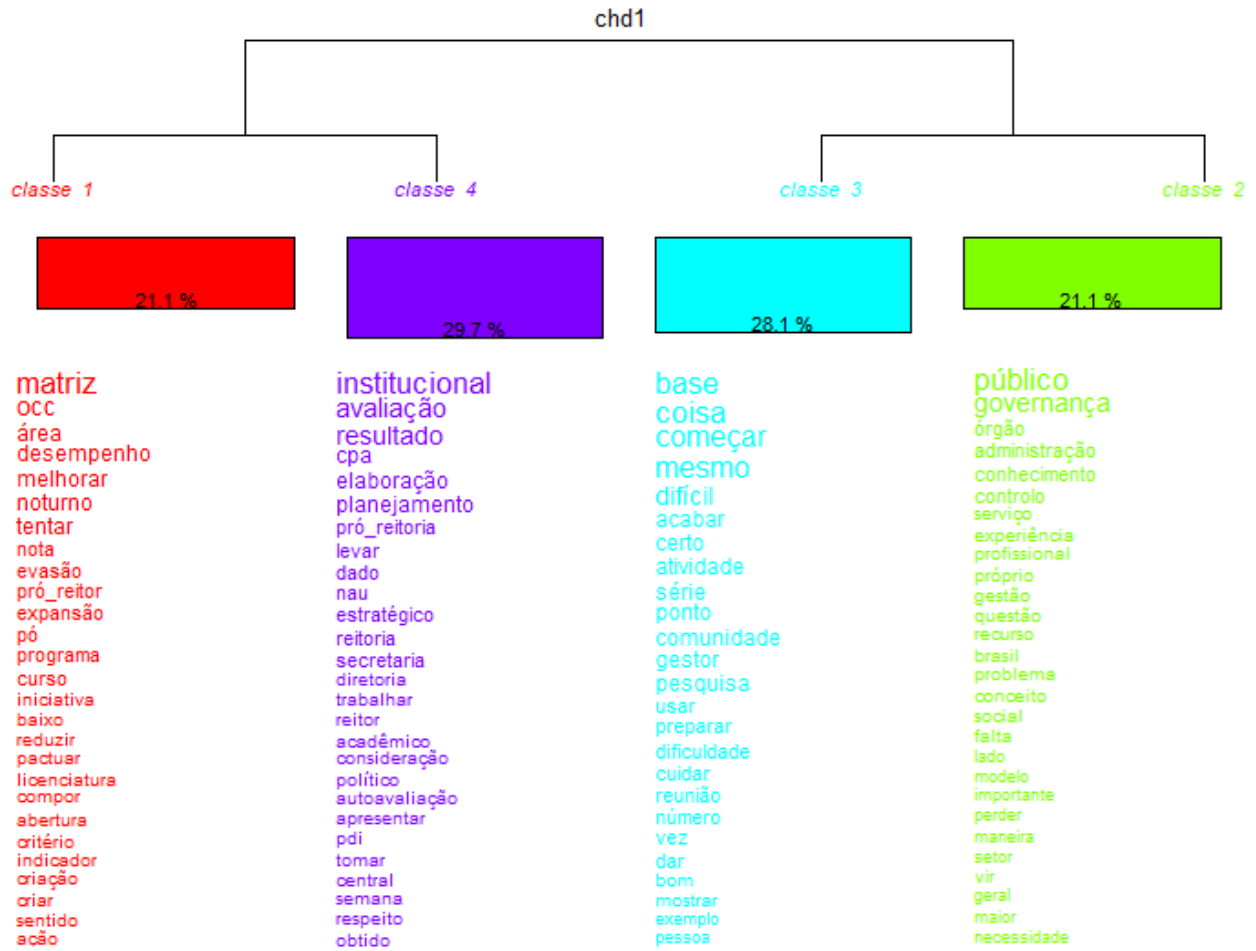 chd1
classe 1
classe 4
classe 3
classe 2
21.1 %
29.7 %
28.1 %
21.1 %
matriz
occ
área
desempenho
melhorar
noturno
tentar
nota
evasão
pró_reitor
expansão
pó
programa
curso
iniciativa
baixo
reduzir
pactuar
licenciatura
compor
abertura
critério
indicador
criação
criar
sentido
ação
institucional
avaliação
resultado
cpa
elaboração
planejamento
pró_reitoria
levar
dado
nau
estratégico
reitoria
secretaria
diretoria
trabalhar
reitor
acadêmico
consideração
político
autoavaliação
apresentar
pdi
tomar
central
semana
respeito
obtido
base
coisa
começar
mesmo
difícil
acabar
certo
atividade
série
ponto
comunidade
gestor
pesquisa
usar
preparar
dificuldade
cuidar
reunião
número
vez
dar
bom
mostrar
exemplo
pessoa
público
governança
órgão
administração
conhecimento
controlo
serviço
experiência
profissional
próprio
gestão
questão
recurso
brasil
problema
conceito
social
falta
lado
modelo
importante
perder
maneira
setor
vir
geral
maior
necessidade